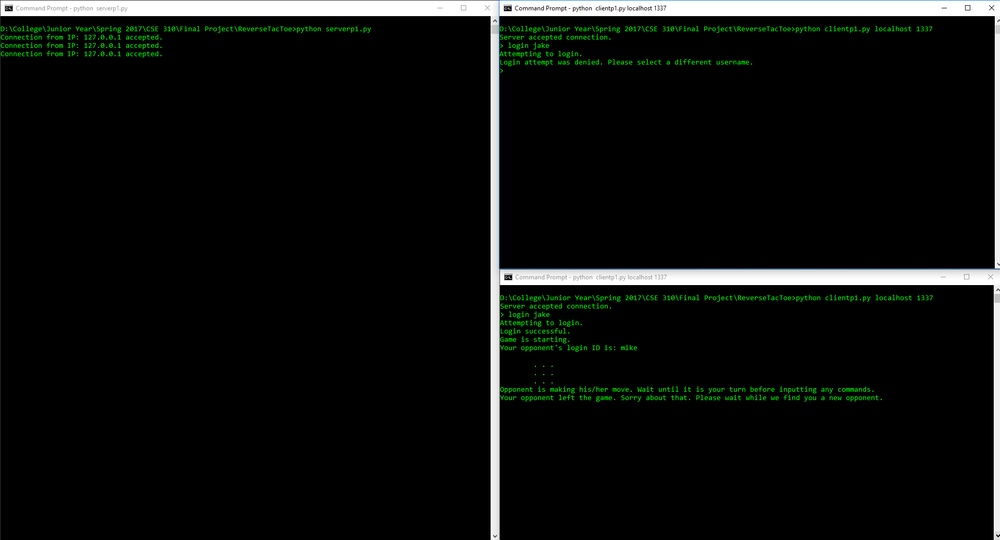 Command Prompt - python  serverp1.py
D:\College\Junior Year\Spring 2017\CSE 310\Final Project\ReverseTacToe>python serverp1.py
Connection from IP: 127.0.0.1 accepted.
Connection from IP: 127.0.0.1 accepted.
Connection from IP: 127.0.0.1 accepted.
Command Prompt - python  clientp1.py localhost 1337
D:\College\Junior Year\Spring 2017\CSE 310\Final Project\ReverseTacToe>python clientp1.py localhost 1337
Server accepted connection.
> login jake
Attempting to login.
Login attempt was denied. Please select a different username.
>
Command Prompt - python  clientp1.py localhost 1337
D:\College\Junior Year\Spring 2017\CSE 310\Final Project\ReverseTacToe>python clientp1.py localhost 1337
Server accepted connection.
> login jake
Attempting to login.
Login successful.
Game is starting.
Your opponent's login ID is: mike
. . .
. . .
. . .
Opponent is making his/her move. Wait until it is your turn before inputting any commands.
Your opponent left the game. Sorry about that. Please wait while we find you a new opponent.